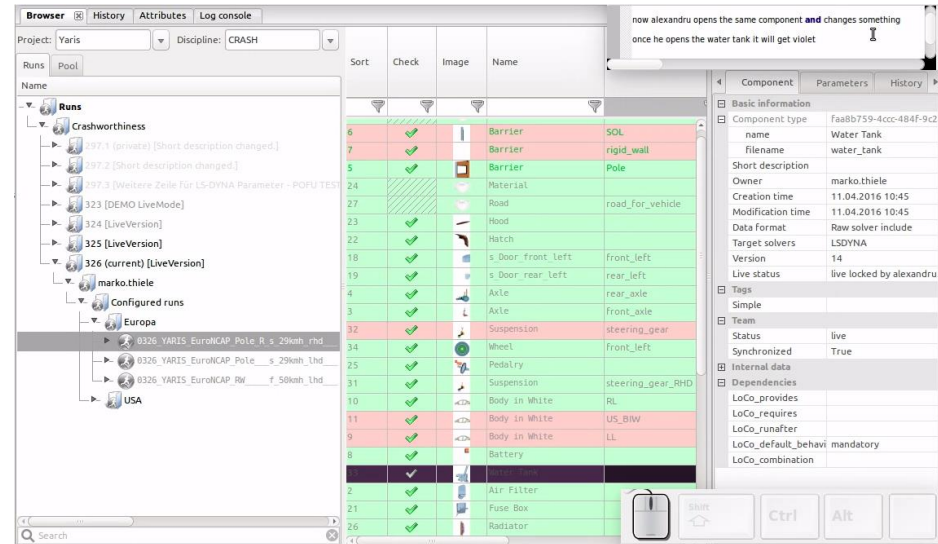 Browser History Attributes Log console
now alexandru opens the same component and changes something
once he opens the water tank it will get violet
Project: Yaris Discipline: CRASH
Runs Pool
Name
Runs
Crashworthiness
297.1 (private) [Short description changed.]
297.2 [Short description changed.]
297.3 [Weitere Zeile für LS-DYNA Parameter - POFU TEST
323 [DEMO LiveMode]
324 [LiveVersion]
325 [LiveVersion]
326 (current) [LiveVersion]
marko.thiele
Configured runs
Europa
0326_YARIS_EuroNCAP_Pole_R_s_29kmh_rhd
0326_YARIS_EuroNCAP_Pole___s_29kmh_lhd
0326_YARIS_EuroNCAP_RW____f_50kmh_lhd
USA
Search
Sort Check Image Name
6 Barrier SOL
7 Barrier rigid_wall
5 Barrier Pole
24 Material
27 Road road_for_vehicle
23 Hood
22 Hatch
18 s_Door_front_left front_left
19 s_Door_rear_left rear_left
4 Axle rear_axle
3 Axle front_axle
32 Suspension steering_gear
34 Wheel front_left
25 Pedalry
31 Suspension steering_gear_RHD
10 Body in White RL
11 Body in White US_BIW
9 Body in White LL
8 Battery
35 Water Tank
2 Air Filter
21 Fuse Box
26 Radiator
Component Parameters History
Basic information
Component type faa8b759-4ccc-484f-9c2
name Water Tank
filename water_tank
Short description
Owner marko.thiele
Creation time 11.04.2016 10:45
Modification time 11.04.2016 10:45
Data format Raw solver include
Target solvers LSDYNA
Version 14
Live status live locked by alexandru
Tags
Simple
Team
Status live
Synchronized True
Internal data
Dependencies
LoCo_provides
LoCo_requires
LoCo_runafter
LoCo_default_behavi mandatory
LoCo_combination
Shift Ctrl Alt